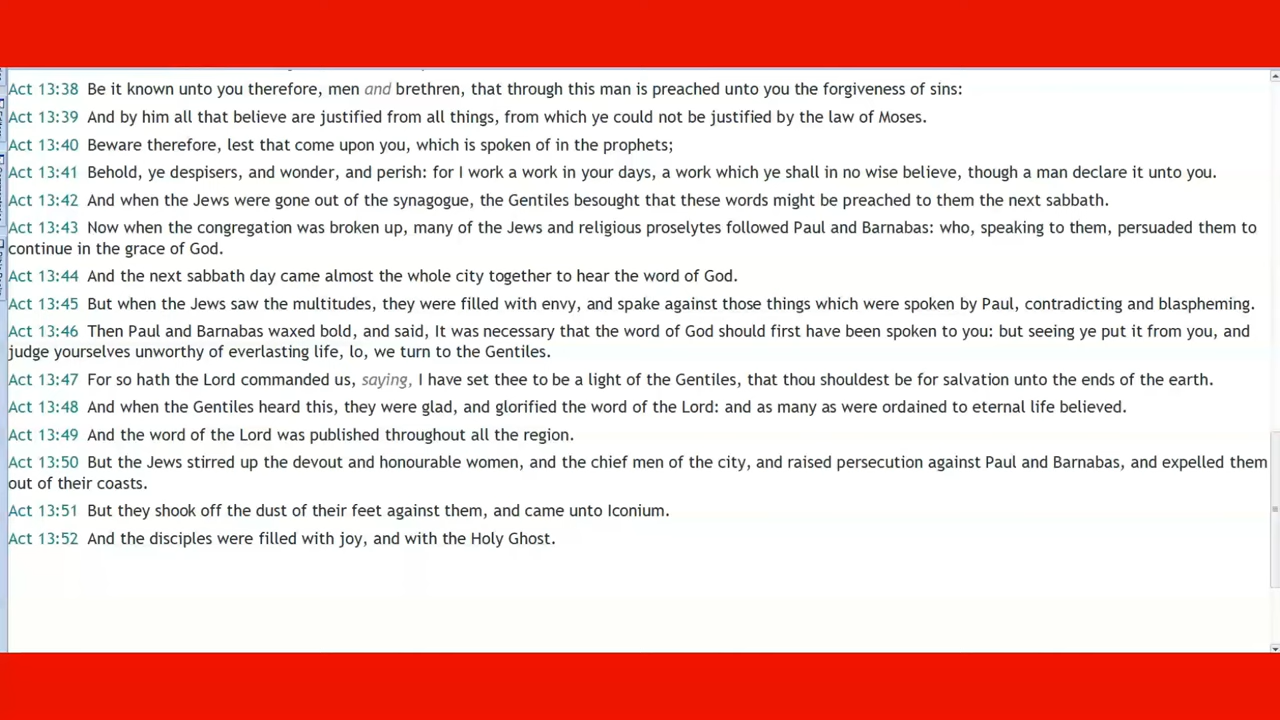 Act 13:38 Be it known unto you therefore, men and brethren, that through this man is preached unto you the forgiveness of sins:
Act 13:39 And by him all that believe are justified from all things, from which ye could not be justified by the law of Moses.
Act 13:40 Beware therefore, lest that come upon you, which is spoken of in the prophets;
Act 13:41 Behold, ye despisers, and wonder, and perish: for I work a work in your days, a work which ye shall in no wise believe, though a man declare it unto you.
Act 13:42 And when the Jews were gone out of the synagogue, the Gentiles besought that these words might be preached to them the next sabbath.
Act 13:43 Now when the congregation was broken up, many of the Jews and religious proselytes followed Paul and Barnabas: who, speaking to them, persuaded them to
continue in the grace of God.
Act 13:44 And the next sabbath day came almost the whole city together to hear the word of God.
Act 13:45 But when the Jews saw the multitudes, they were filled with envy, and spake against those things which were spoken by Paul, contradicting and blaspheming.
Act 13:46 Then Paul and Barnabas waxed bold, and said, It was necessary that the word of God should first have been spoken to you: but seeing ye put it from you, and
judge yourselves unworthy of everlasting life, lo, we turn to the Gentiles.
Act 13:47 For so hath the Lord commanded us, saying, I have set thee to be a light of the Gentiles, that thou shouldest be for salvation unto the ends of the earth.
Act 13:48 And when the Gentiles heard this, they were glad, and glorified the word of the Lord: and as many as were ordained to eternal life believed.
Act 13:49 And the word of the Lord was published throughout all the region.
Act 13:50 But the Jews stirred up the devout and honourable women, and the chief men of the city, and raised persecution against Paul and Barnabas, and expelled them
out of their coasts.
Act 13:51 But they shook off the dust of their feet against them, and came unto Iconium.
Act 13:52 And the disciples were filled with joy, and with the Holy Ghost.